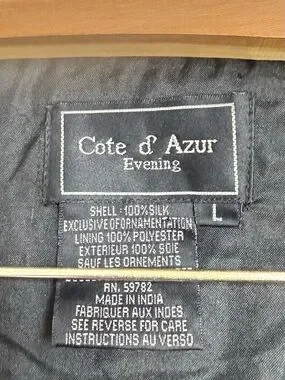 Cote d' Azur
Evening
L
SHELL : 100% SILK
EXCLUSIVE OF ORNAMENTATION
LINING 100% POLYESTER
EXTERIEUR 100% SOIE
SAUF LES ORNEMENTS
RN. 59782
MADE IN INDIA
FABRIQUER AUX INDES
SEE REVERSE FOR CARE
INSTRUCTIONS AU VERSO